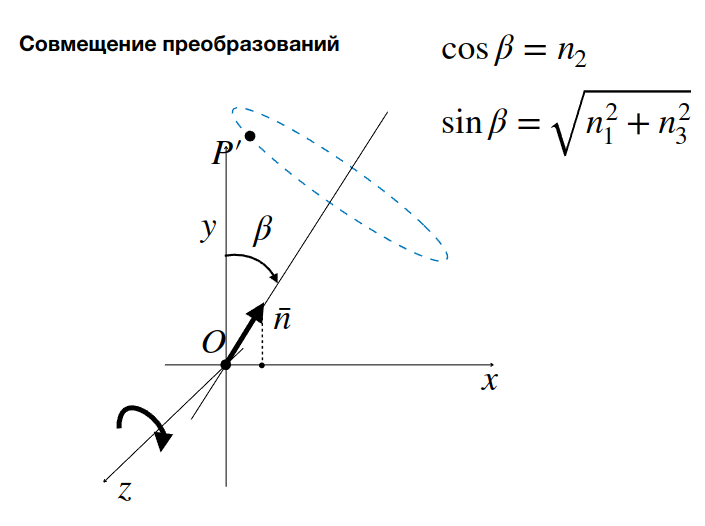 Совмещение преобразований
cos β = n₂
sin β = √(n₁² + n₃²)
P′
y
β
n̄
O
x
z